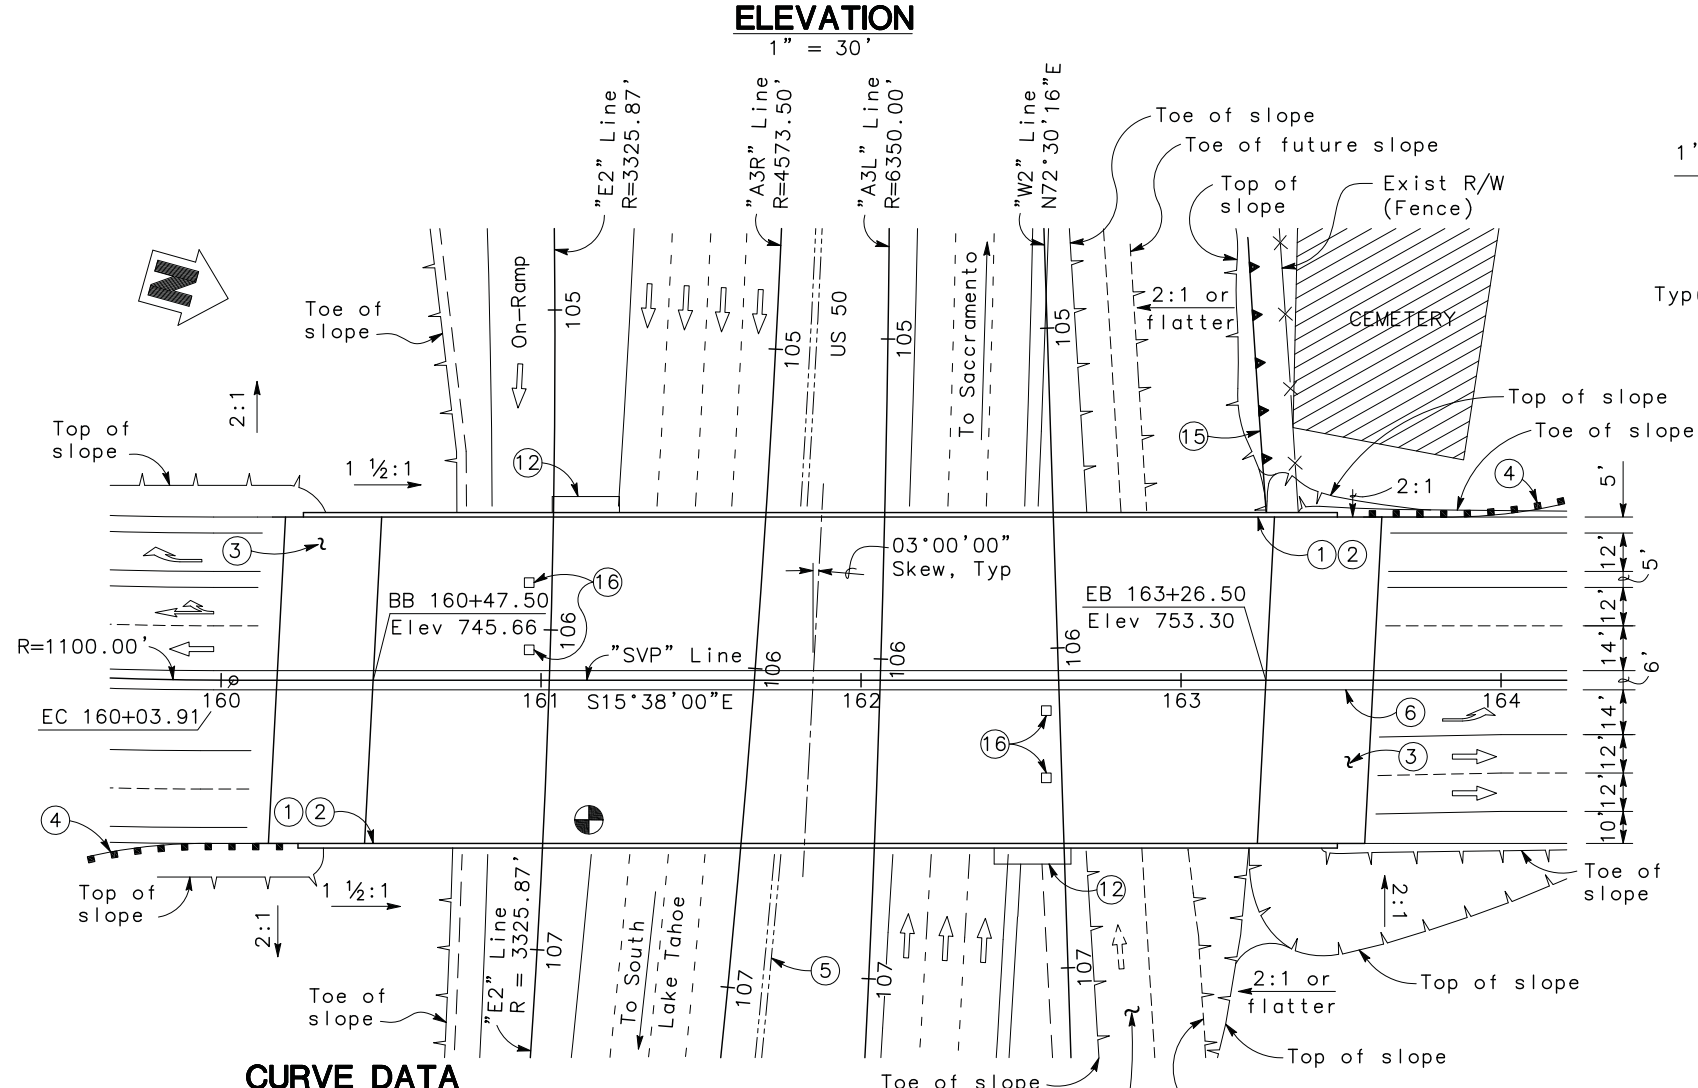 ELEVATION
1" = 30'
"E2" Line
R=3325.87'
"A3R" Line
R=4573.50'
"A3L" Line
R=6350.00'
"W2" Line
N72°30'16"E
Toe of slope
Toe of future slope
Top of
slope
Exist R/W
(Fence)
1'
N
Toe of
slope
On-Ramp
105
105
US 50
105
To Saccramento
105
2:1 or
flatter
CEMETERY
Typ
2:1
Top of
slope
1 ½:1
12
15
Top of slope
Toe of slope
4
2:1
5'
3
16
03°00'00"
Skew, Typ
1 2
12'
5'
12'
14'
6'
14'
12'
12'
10'
BB 160+47.50
Elev 745.66
106
EB 163+26.50
Elev 753.30
R=1100.00'
"SVP" Line
106
106
106
160
161
S15°38'00"E
162
163
164
EC 160+03.91
6
16
3
4
1 2
Top of
slope
1 ½:1
2:1
12
2:1
Toe of
slope
"E2" Line
R = 3325.87'
107
To South
Lake Tahoe
107
5
107
107
2:1 or
flatter
Top of slope
Toe of
slope
Top of slope
CURVE DATA
Toe of slope